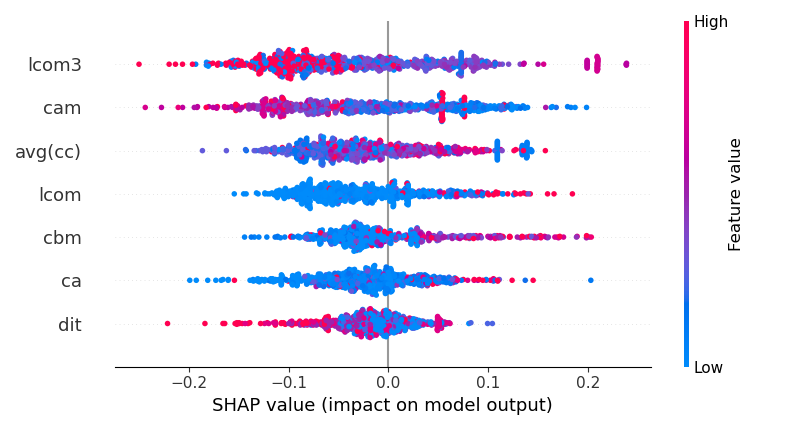 High
lcom3
cam
avg(cc)
lcom
cbm
ca
dit
Feature value
Low
−0.2 −0.1 0.0 0.1 0.2
SHAP value (impact on model output)